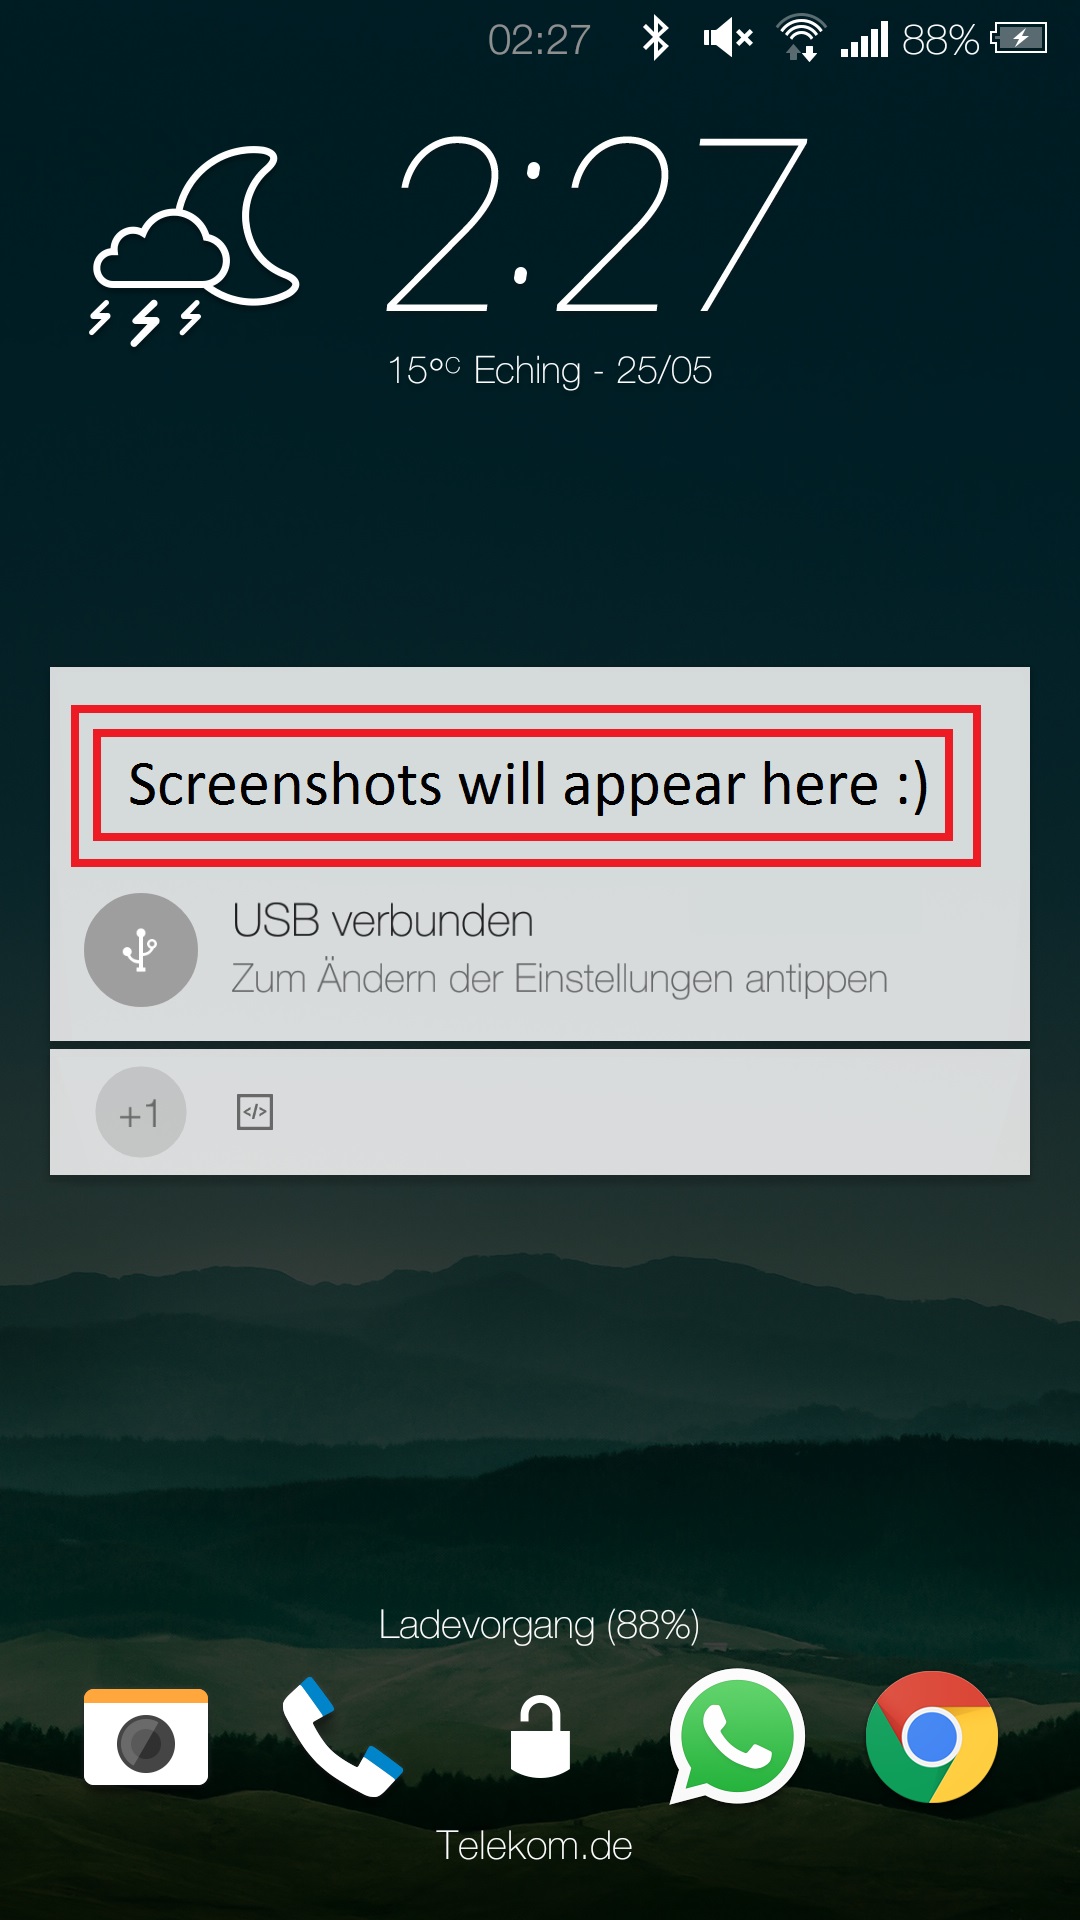 02:27 88%
2:27
15°C Eching - 25/05
Screenshots will appear here :)
USB verbunden
Zum Ändern der Einstellungen antippen
+1 </>
Ladevorgang (88%)
Telekom.de